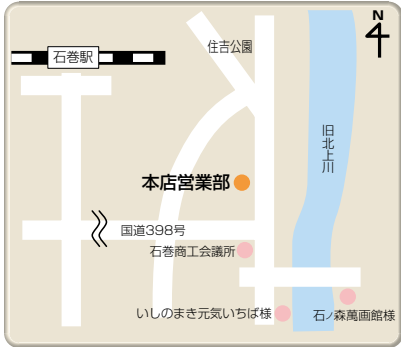 N
住吉公園
石巻駅
旧北上川
本店営業部
国道398号
石巻商工会議所
いしのまき元気いちば様
石ノ森萬画館様